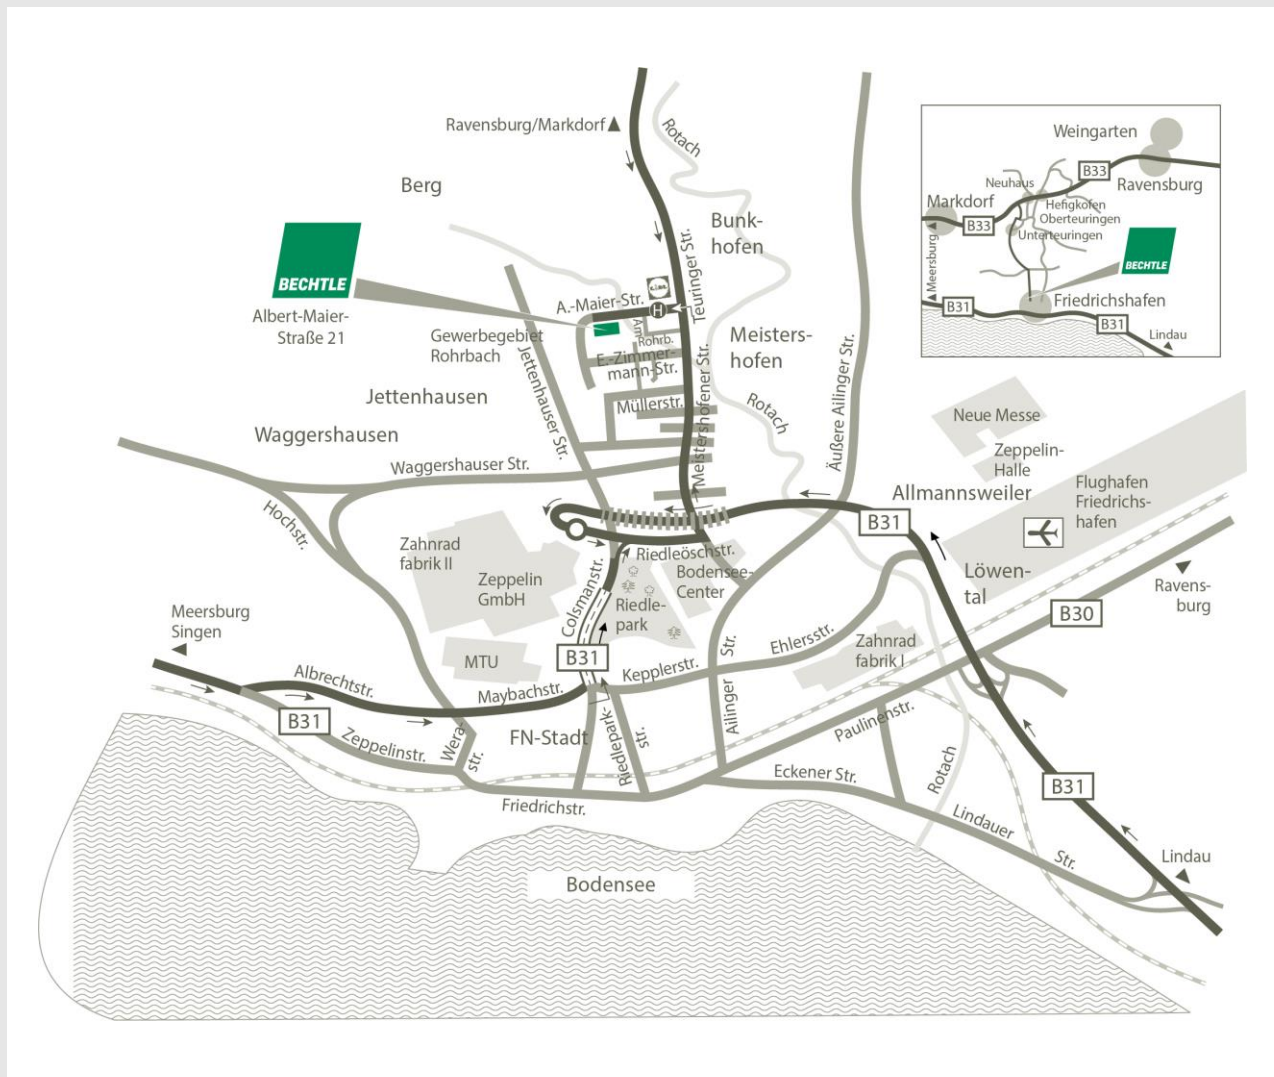 Ravensburg/Markdorf
Rotach
Berg
Bunk-
hofen
BECHTLE
Albert-Maier-
Straße 21
A.-Maier-Str.
H
Teuringer Str.
Gewerbegebiet
Rohrbach
Am
Rohrb.
E.-Zimmer-
mann-Str.
Meisters-
hofen
Jettenhauser Str.
Jettenhausen
Müllerstr.
Meistershofener Str.
Rotach
Äußere Ailinger Str.
Waggershausen
Waggershauser Str.
Hochstr.
Weingarten
B33
Ravensburg
Neuhaus
Markdorf
Hefigkofen
Oberteuringen
B33
Unterteuringen
Meersburg
BECHTLE
Friedrichshafen
B31
B31
Lindau
Neue Messe
Zeppelin-
Halle
Flughafen
Friedrichs-
hafen
Allmannsweiler
B31
Löwen-
tal
Ravens-
burg
B30
Zahnrad
fabrik II
Zeppelin
GmbH
Riedleöschstr.
Bodensee-
Center
Colsmanstr.
Riedle-
park
Meersburg
Singen
MTU
B31
Kepplerstr.
Ehlersstr.
Zahnrad
fabrik I
Albrechtstr.
Maybachstr.
B31
Zeppelinstr.
Wera-
str.
FN-Stadt
Riedlepark-
str.
Ailinger
Str.
Paulinenstr.
Friedrichstr.
Eckener Str.
Rotach
B31
Lindauer
Str.
Lindau
Bodensee